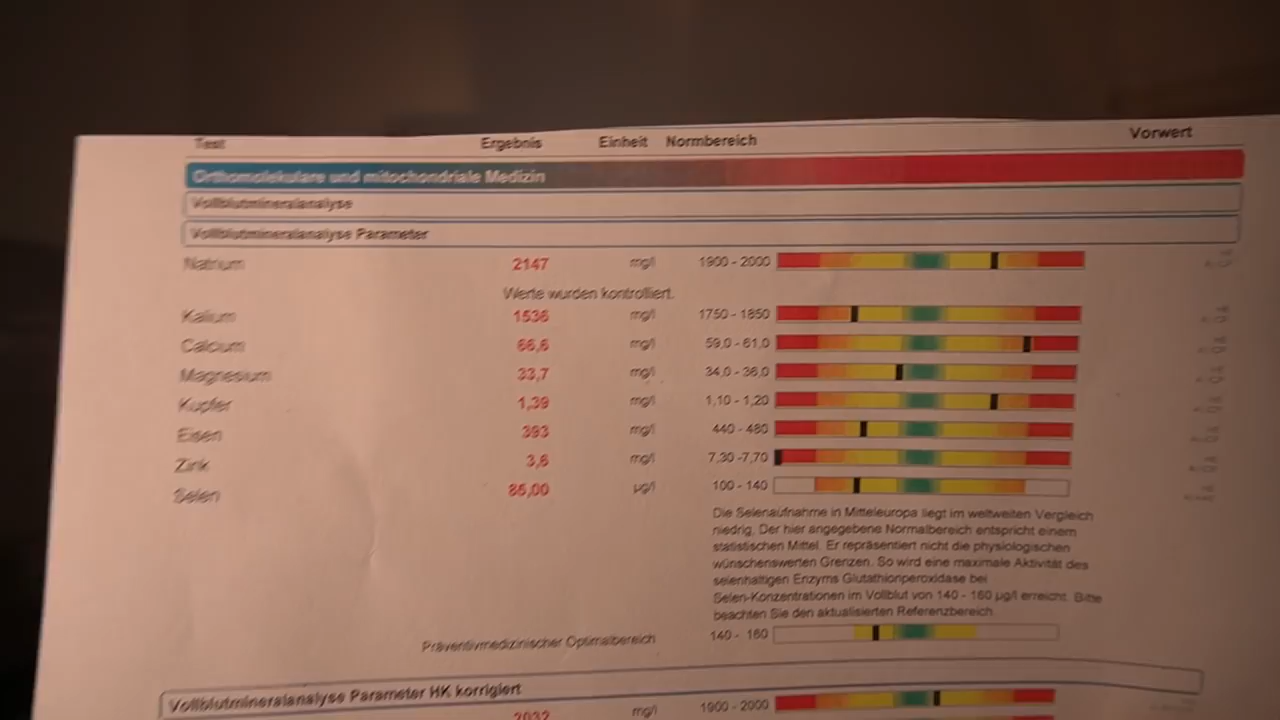 Test Ergebnis Einheit Normbereich Vorwert
Orthomolekulare und mitochondriale Medizin
Vollblutmineralanalyse
Vollblutmineralanalyse Parameter
Natrium 2147 mg/l 1900 - 2000
Werte wurden kontrolliert.
Kalium 1536 mg/l 1750 - 1850
Calcium 66,6 mg/l 59,0 - 61,0
Magnesium 33,7 mg/l 34,0 - 36,0
Kupfer 1,39 mg/l 1,10 - 1,20
Eisen 393 mg/l 440 - 480
Zink mg/l 7,30 -7,70
Selen µg/l 100 - 140
Die Selenaufnahme in Mitteleuropa liegt im weltweiten Vergleich
niedrig. Der hier angegebene Normalbereich entspricht einem
statistischen Mittel. Er repräsentiert nicht die physiologischen
wünschenswerten Grenzen. So wird eine maximale Aktivität des
selenhaltigen Enzyms Glutathionperoxidase bei
Selen-Konzentrationen im Vollblut von 140 - 160 µg/l erreicht. Bitte
beachten Sie den aktualisierten Referenzbereich.
Präventivmedizinischer Optimalbereich 140 - 160
Vollblutmineralanalyse Parameter HK korrigiert
2032 mg/l 1900 - 2000